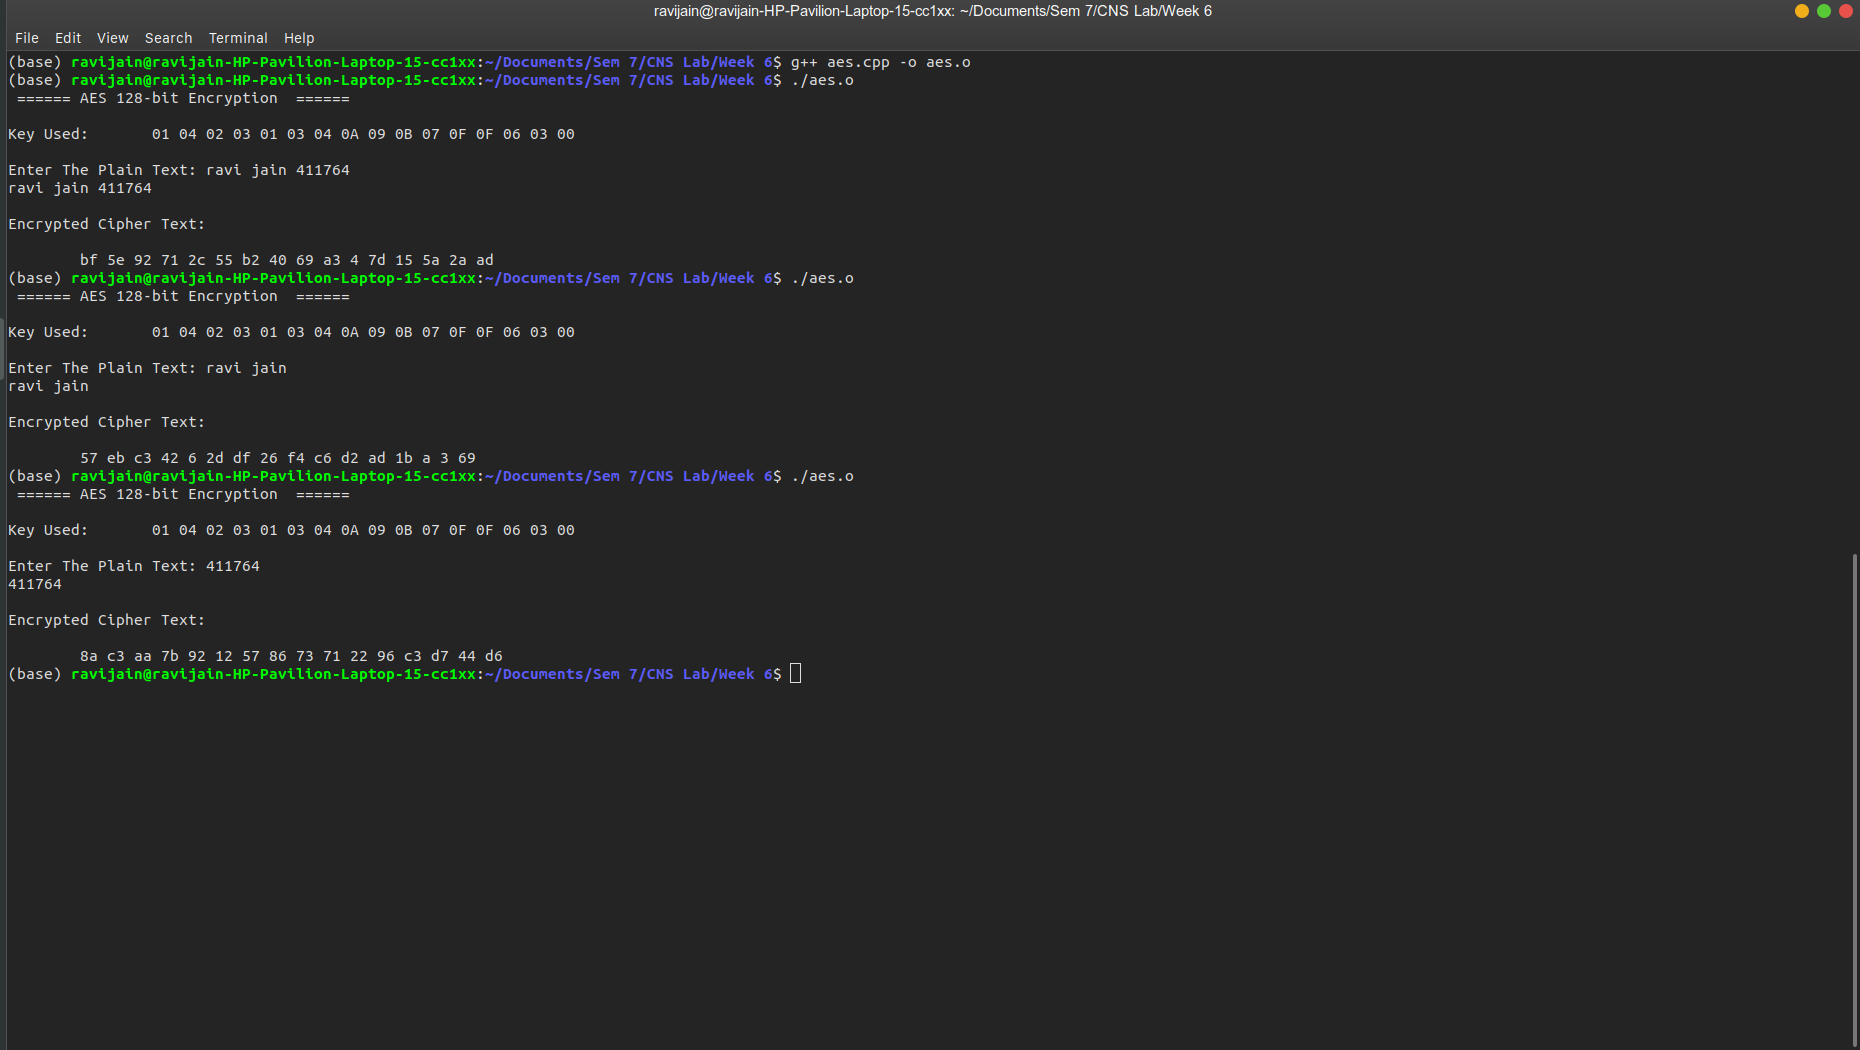 ravijain@ravijain-HP-Pavilion-Laptop-15-cc1xx: ~/Documents/Sem 7/CNS Lab/Week 6
File Edit View Search Terminal Help
(base) ravijain@ravijain-HP-Pavilion-Laptop-15-cc1xx:~/Documents/Sem 7/CNS Lab/Week 6$ g++ aes.cpp -o aes.o
(base) ravijain@ravijain-HP-Pavilion-Laptop-15-cc1xx:~/Documents/Sem 7/CNS Lab/Week 6$ ./aes.o
====== AES 128-bit Encryption ======
Key Used: 01 04 02 03 01 03 04 0A 09 0B 07 0F 0F 06 03 00
Enter The Plain Text: ravi jain 411764
ravi jain 411764
Encrypted Cipher Text:
bf 5e 92 71 2c 55 b2 40 69 a3 4 7d 15 5a 2a ad
(base) ravijain@ravijain-HP-Pavilion-Laptop-15-cc1xx:~/Documents/Sem 7/CNS Lab/Week 6$ ./aes.o
====== AES 128-bit Encryption ======
Key Used: 01 04 02 03 01 03 04 0A 09 0B 07 0F 0F 06 03 00
Enter The Plain Text: ravi jain
ravi jain
Encrypted Cipher Text:
57 eb c3 42 6 2d df 26 f4 c6 d2 ad 1b a 3 69
(base) ravijain@ravijain-HP-Pavilion-Laptop-15-cc1xx:~/Documents/Sem 7/CNS Lab/Week 6$ ./aes.o
====== AES 128-bit Encryption ======
Key Used: 01 04 02 03 01 03 04 0A 09 0B 07 0F 0F 06 03 00
Enter The Plain Text: 411764
411764
Encrypted Cipher Text:
8a c3 aa 7b 92 12 57 86 73 71 22 96 c3 d7 44 d6
(base) ravijain@ravijain-HP-Pavilion-Laptop-15-cc1xx:~/Documents/Sem 7/CNS Lab/Week 6$